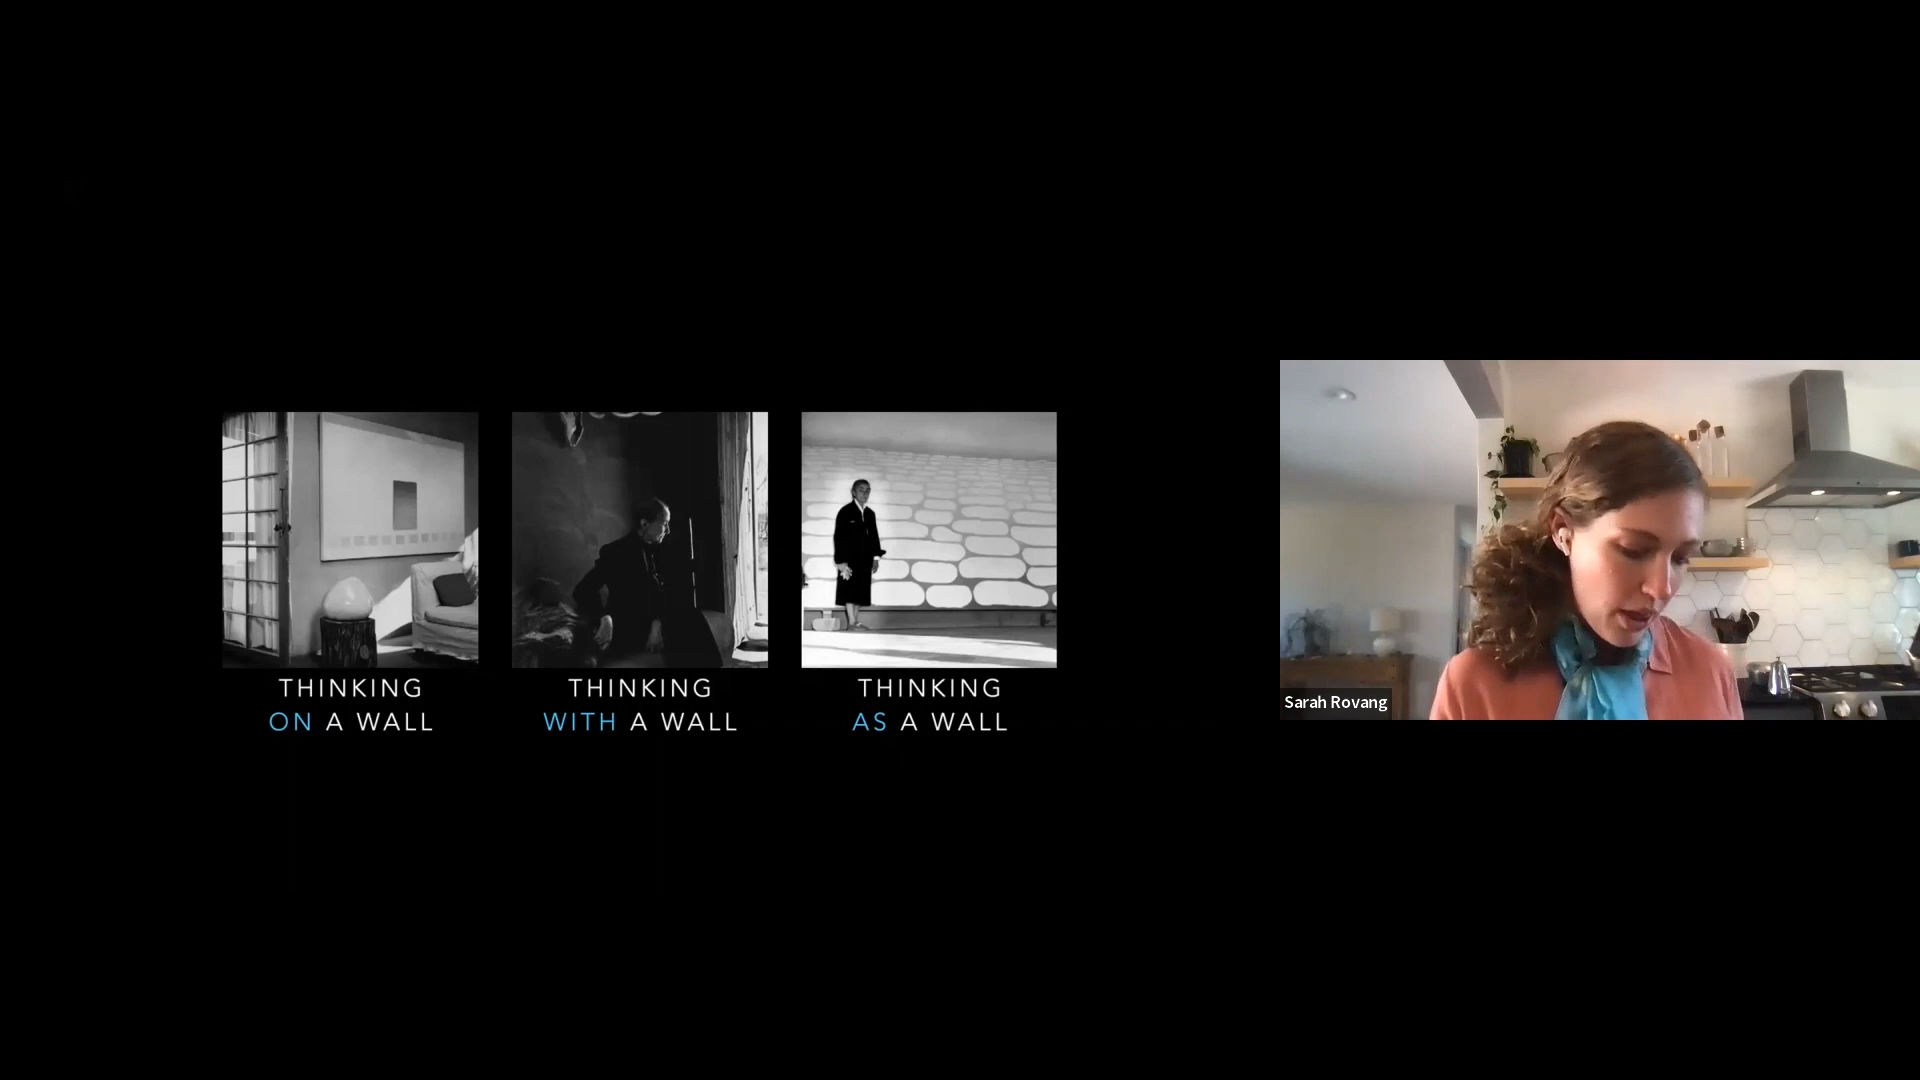 THINKING
ON A WALL
THINKING
WITH A WALL
THINKING
AS A WALL
Sarah Rovang